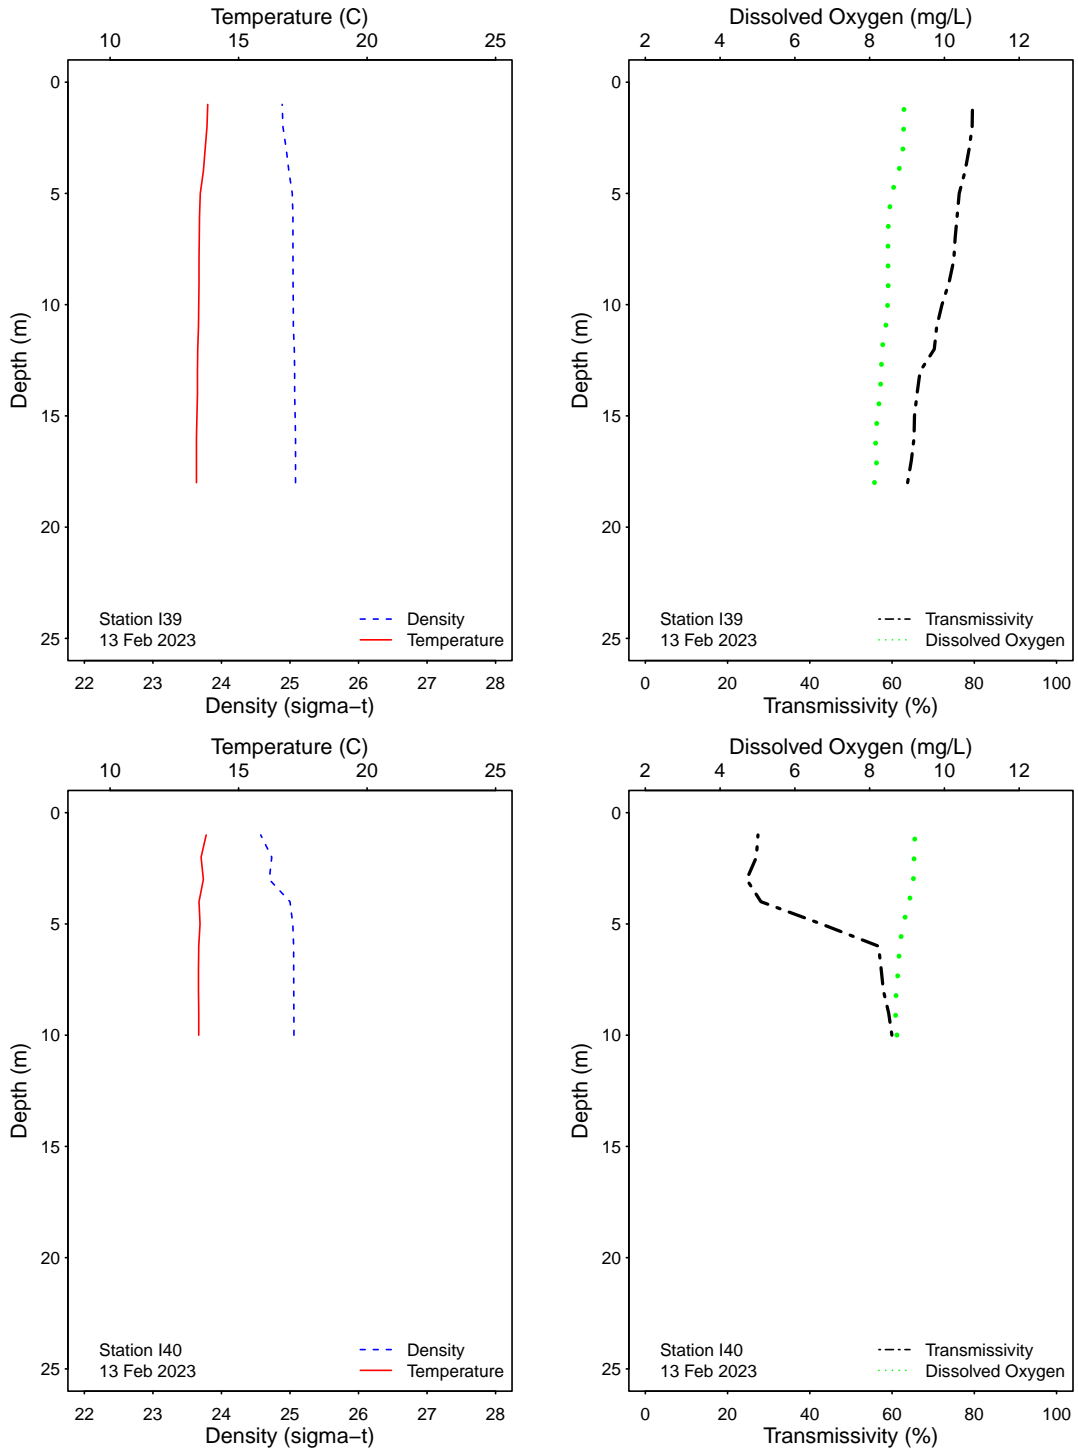 Temperature (C)
10 15 20 25
0
5
10
15
20
25
Depth (m)
Station I39
13 Feb 2023
Density
Temperature
22 23 24 25 26 27 28
Density (sigma−t)
Dissolved Oxygen (mg/L)
2 4 6 8 10 12
0
5
10
15
20
25
Depth (m)
Station I39
13 Feb 2023
Transmissivity
Dissolved Oxygen
0 20 40 60 80 100
Transmissivity (%)
Temperature (C)
10 15 20 25
0
5
10
15
20
25
Depth (m)
Station I40
13 Feb 2023
Density
Temperature
22 23 24 25 26 27 28
Density (sigma−t)
Dissolved Oxygen (mg/L)
2 4 6 8 10 12
0
5
10
15
20
25
Depth (m)
Station I40
13 Feb 2023
Transmissivity
Dissolved Oxygen
0 20 40 60 80 100
Transmissivity (%)